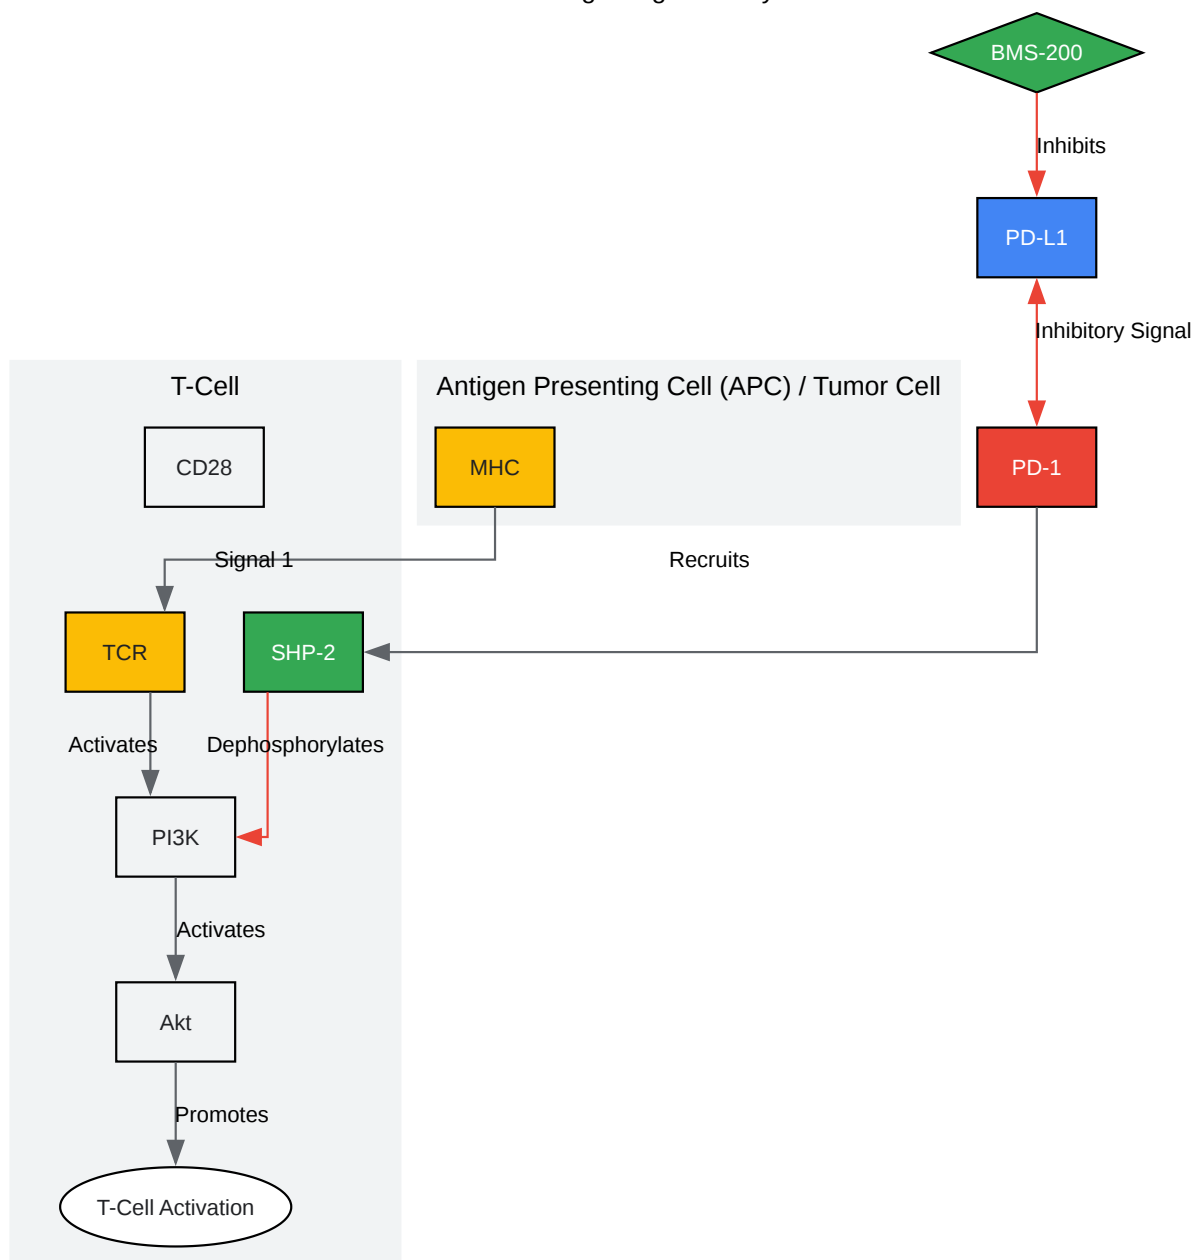 BMS-200
Inhibits
PD-L1
Inhibitory Signal
T-Cell
Antigen Presenting Cell (APC) / Tumor Cell
CD28
MHC
PD-1
Signal 1
Recruits
TCR
SHP-2
Activates
Dephosphorylates
PI3K
Activates
Akt
Promotes
T-Cell Activation